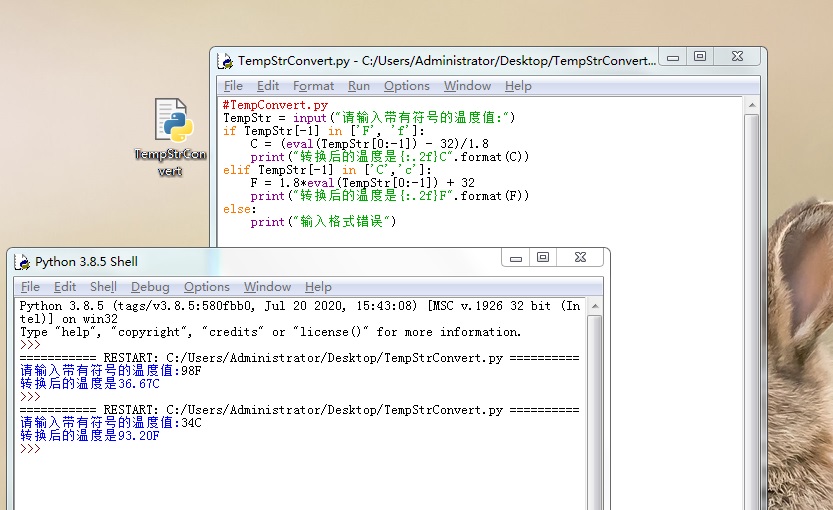 TempStrConvert.py - C:/Users/Administrator/Desktop/TempStrConvert...
File Edit Format Run Options Window Help
#TempConvert.py
TempStr = input("请输入带有符号的温度值:")
if TempStr[-1] in ['F', 'f']:
    C = (eval(TempStr[0:-1]) - 32)/1.8
    print("转换后的温度是{:.2f}C".format(C))
elif TempStr[-1] in ['C','c']:
    F = 1.8*eval(TempStr[0:-1]) + 32
    print("转换后的温度是{:.2f}F".format(F))
else:
    print("输入格式错误")
TempStrCon
vert
Python 3.8.5 Shell
File Edit Shell Debug Options Window Help
Python 3.8.5 (tags/v3.8.5:580fbb0, Jul 20 2020, 15:43:08) [MSC v.1926 32 bit (In
tel)] on win32
Type "help", "copyright", "credits" or "license()" for more information.
>>>
=========== RESTART: C:/Users/Administrator/Desktop/TempStrConvert.py ==========
请输入带有符号的温度值:98F
转换后的温度是36.67C
>>>
=========== RESTART: C:/Users/Administrator/Desktop/TempStrConvert.py ==========
请输入带有符号的温度值:34C
转换后的温度是93.20F
>>>